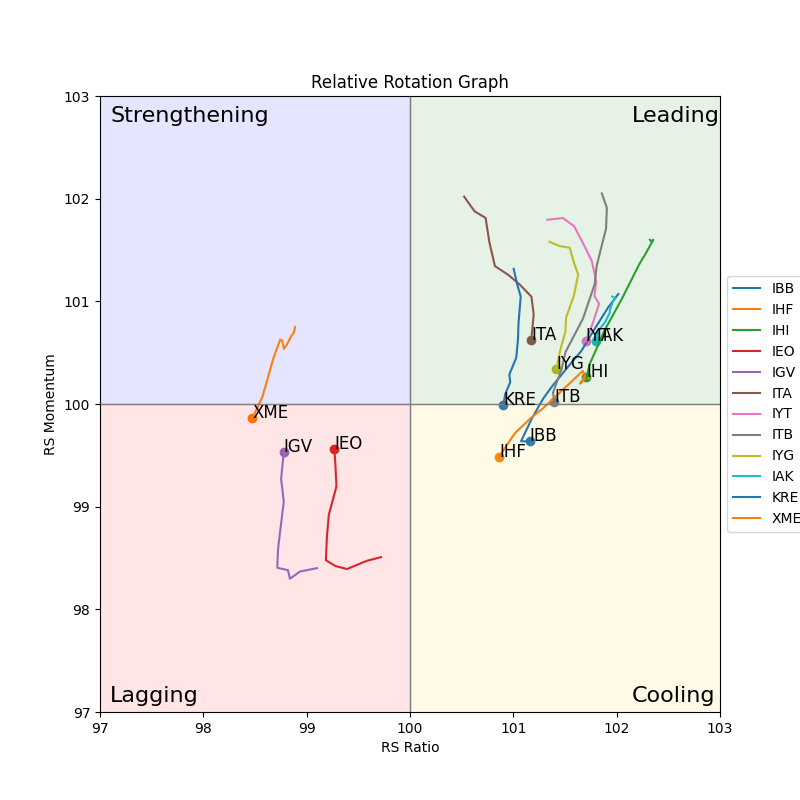 Relative Rotation Graph
Strengthening
Leading
Lagging
Cooling
ITA
IYT
IAK
IYG
IHI
ITB
KRE
XME
IBB
IHF
IGV
IEO
103
102
101
100
99
98
97
RS Momentum
97
98
99
100
101
102
103
RS Ratio
IBB
IHF
IHI
IEO
IGV
ITA
IYT
ITB
IYG
IAK
KRE
XME